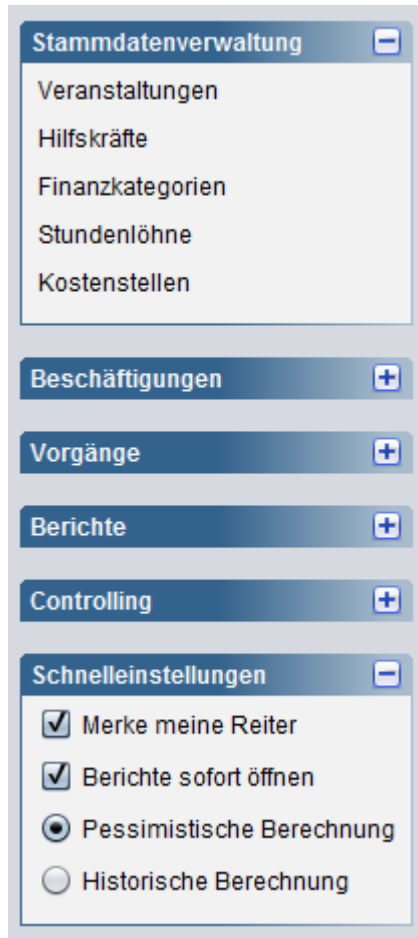 Stammdatenverwaltung
Veranstaltungen
Hilfskräfte
Finanzkategorien
Stundenlöhne
Kostenstellen
Beschäftigungen
Vorgänge
Berichte
Controlling
Schnelleinstellungen
Merke meine Reiter
Berichte sofort öffnen
Pessimistische Berechnung
Historische Berechnung